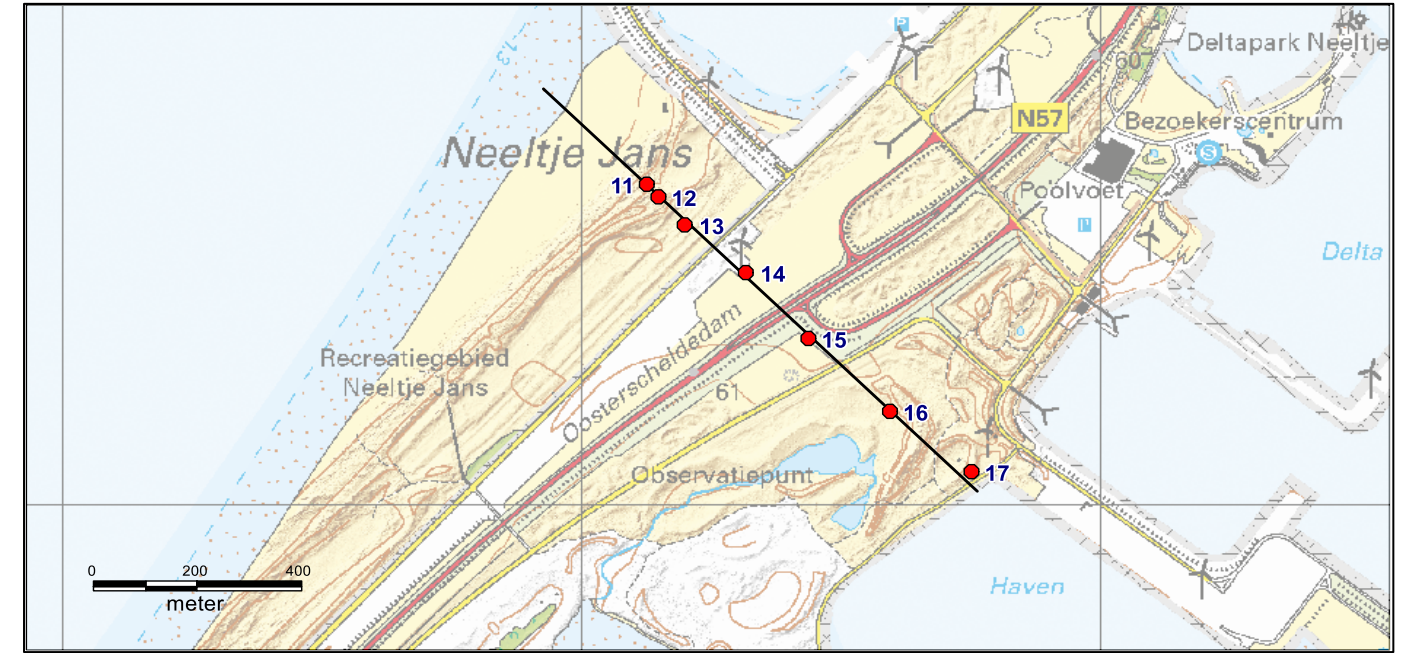 P
Deltapark Neeltje
60
N57
Bezoekerscentrum
S
Neeltje Jans
Poolvoet
11
12
13
Delta
14
Oosterscheldedam
15
Recreatiegebied
Neeltje Jans
61
16
Observatiepunt
17
Haven
0 200 400
meter